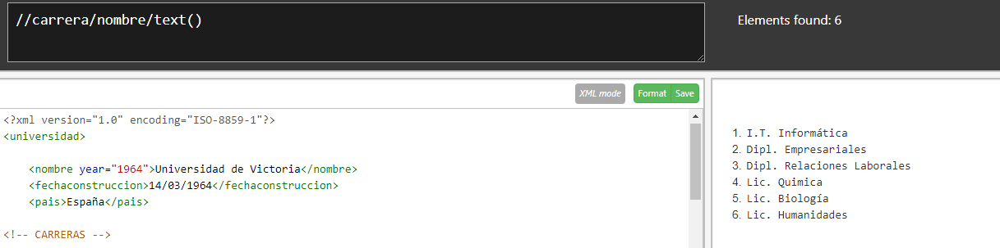 //carrera/nombre/text()
Elements found: 6
XML mode
Format
Save
<?xml version="1.0" encoding="ISO-8859-1"?>
<universidad>
<nombre year="1964">Universidad de Victoria</nombre>
<fechaconstruccion>14/03/1964</fechaconstruccion>
<pais>España</pais>
<!-- CARRERAS -->
1. I.T. Informática
2. Dipl. Empresariales
3. Dipl. Relaciones Laborales
4. Lic. Quimica
5. Lic. Biología
6. Lic. Humanidades